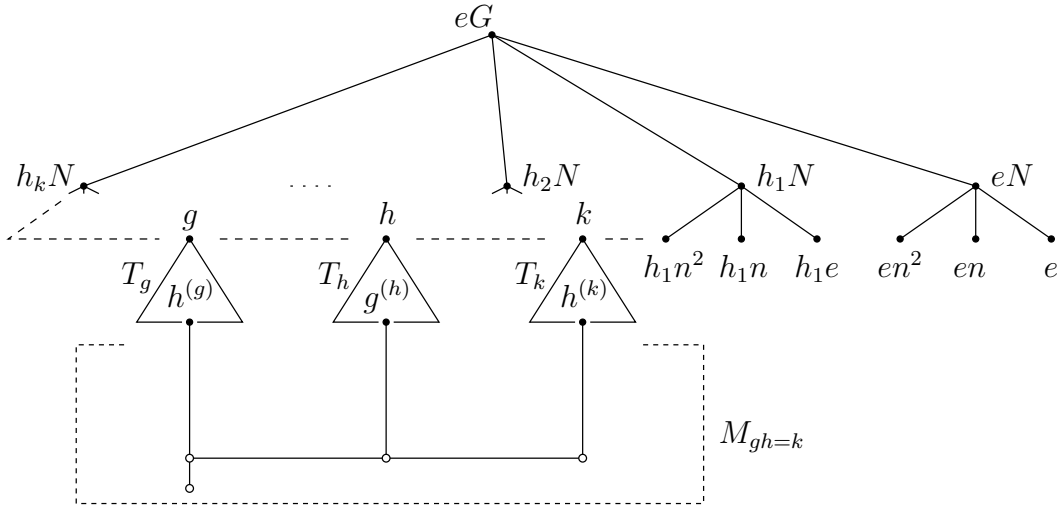 eG
h_kN . . . . h_2N h_1N eN
g h k
h_1n^2 h_1n h_1e en^2 en e
T_g h^{(g)} T_h g^{(h)} T_k h^{(k)}
M_{gh=k}